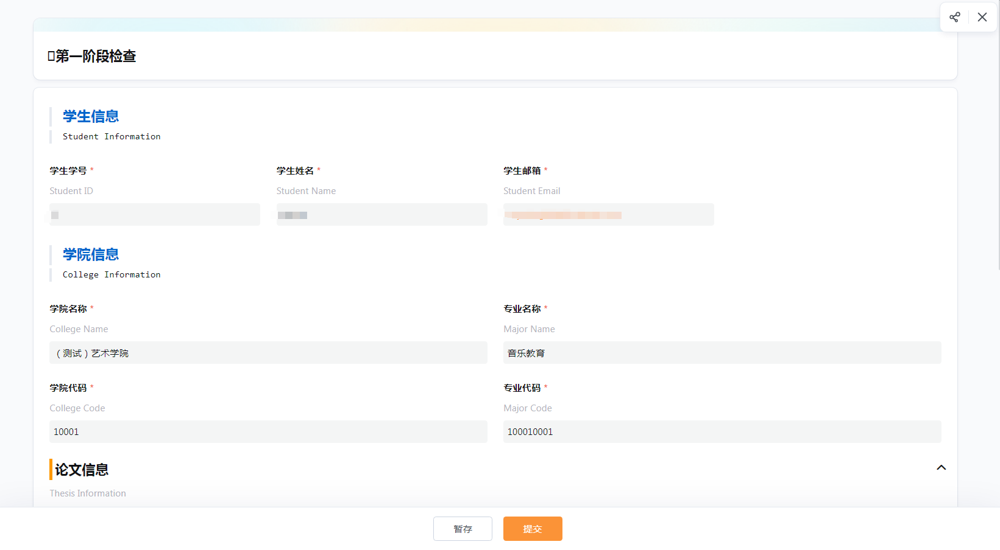 第一阶段检查
学生信息
Student Information
学生学号 * 学生姓名 * 学生邮箱 *
Student ID Student Name Student Email
学院信息
College Information
学院名称 * 专业名称 *
College Name Major Name
（测试）艺术学院 音乐教育
学院代码 * 专业代码 *
College Code Major Code
10001 100010001
论文信息
Thesis Information
暂存 提交